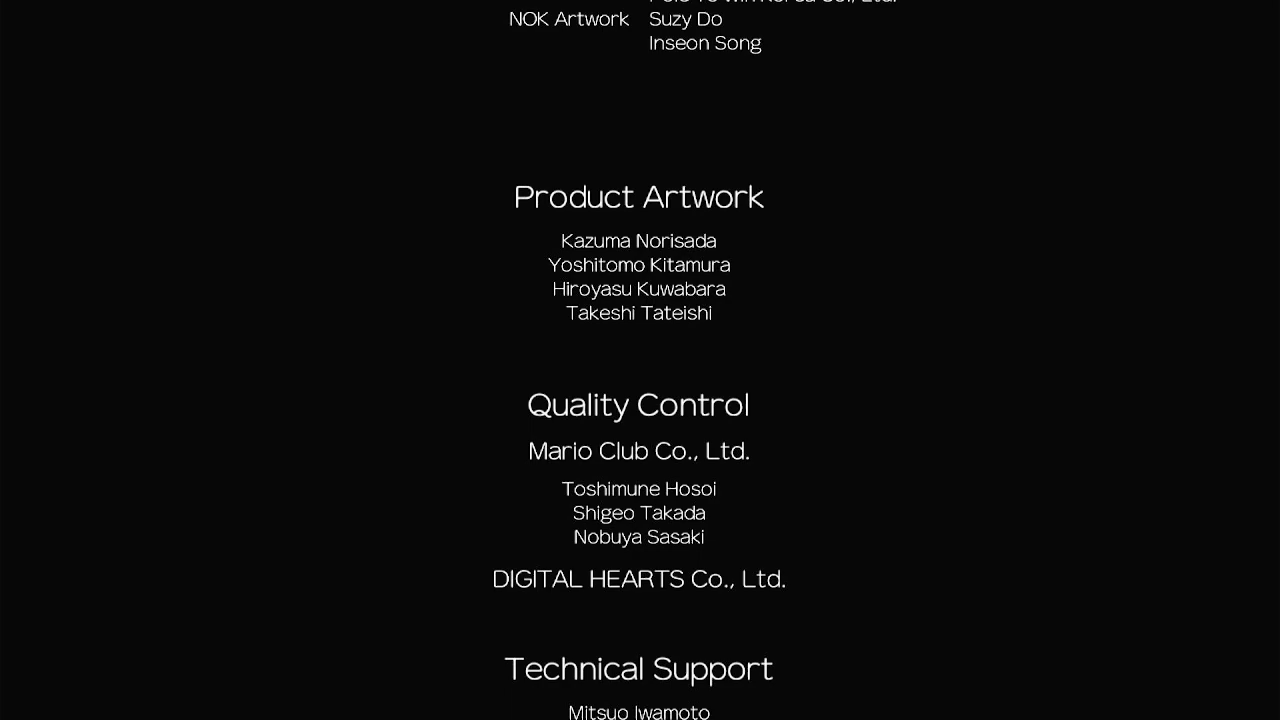 NOK Artwork Suzy Do
Inseon Song
Product Artwork
Kazuma Norisada
Yoshitomo Kitamura
Hiroyasu Kuwabara
Takeshi Tateishi
Quality Control
Mario Club Co., Ltd.
Toshimune Hosoi
Shigeo Takada
Nobuya Sasaki
DIGITAL HEARTS Co., Ltd.
Technical Support
Mitsuo Iwamoto